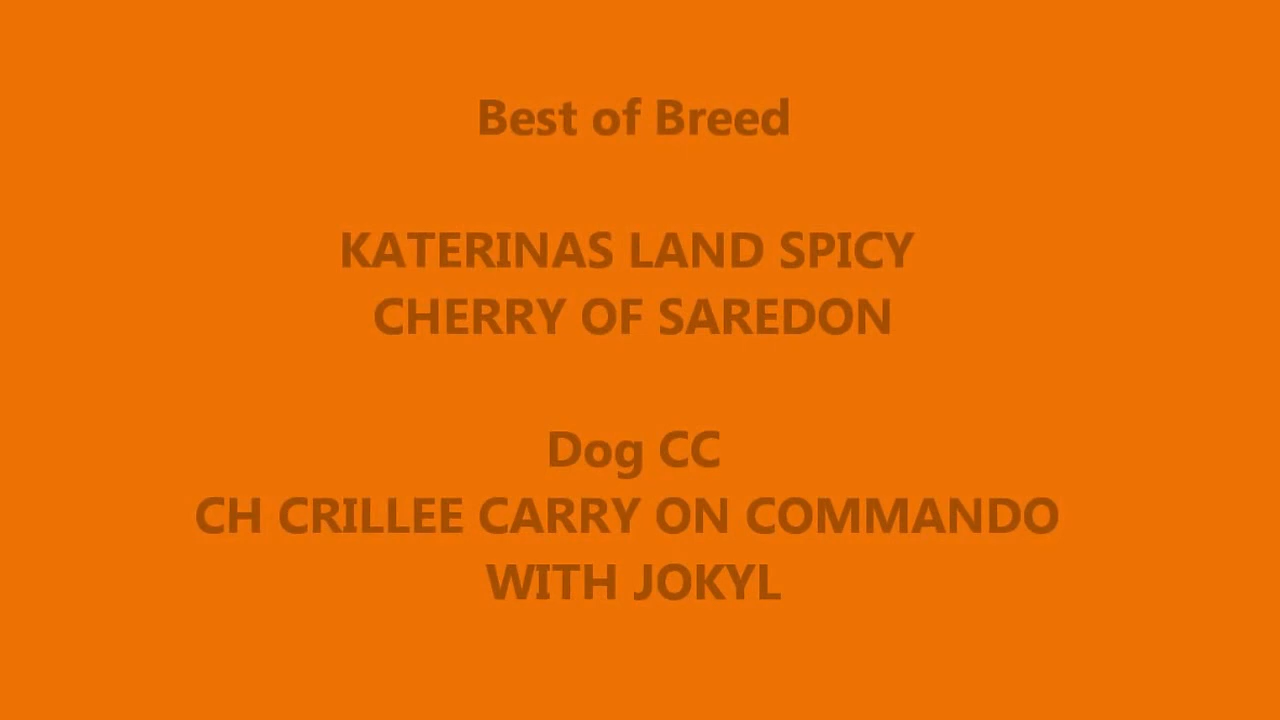 Best of Breed
KATERINAS LAND SPICY
CHERRY OF SAREDON
Dog CC
CH CRILLEE CARRY ON COMMANDO
WITH JOKYL